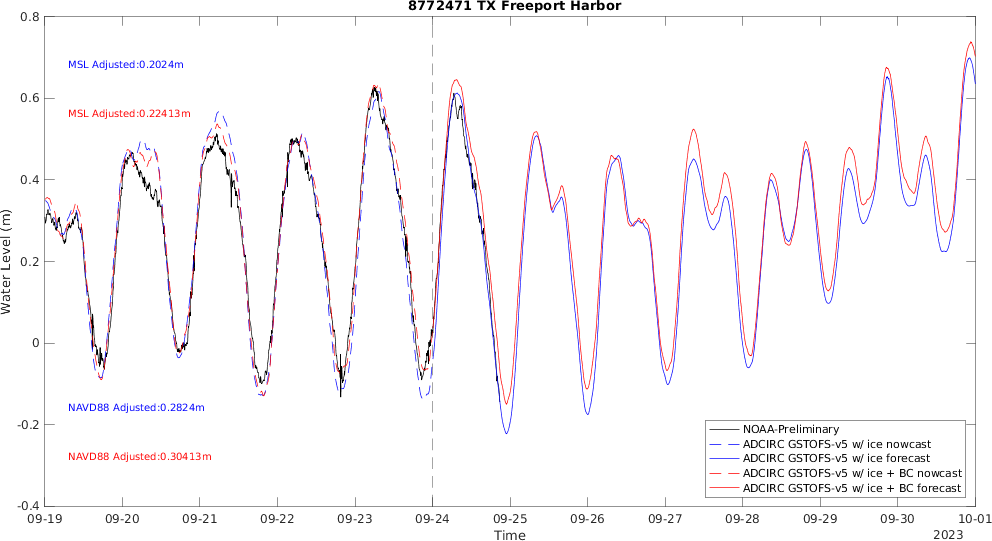 8772471 TX Freeport Harbor
0.8
MSL Adjusted:0.2024m
0.6
MSL Adjusted:0.22413m
0.4
Water Level (m)
0.2
0
NAVD88 Adjusted:0.2824m
-0.2
NAVD88 Adjusted:0.30413m
-0.4
NOAA-Preliminary
ADCIRC GSTOFS-v5 w/ ice nowcast
ADCIRC GSTOFS-v5 w/ ice forecast
ADCIRC GSTOFS-v5 w/ ice + BC nowcast
ADCIRC GSTOFS-v5 w/ ice + BC forecast
09-19 09-20 09-21 09-22 09-23 09-24 09-25 09-26 09-27 09-28 09-29 09-30 10-01
Time
2023